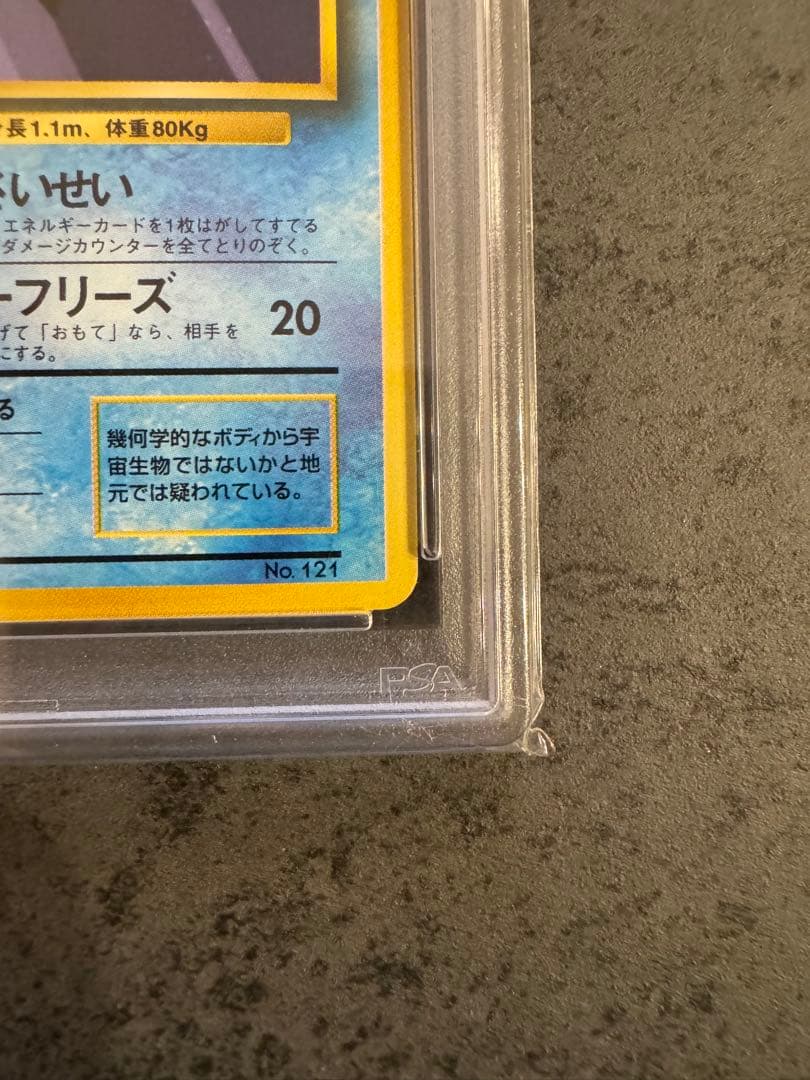 長1.1m、体重80Kg
いせい
エネルギーカードを1枚はがしてすてる
ダメージカウンターを全てとりのぞく。
ーフリーズ
20
げて「おもて」なら、相手を
にする。
る
幾何学的なボディから宇
宙生物ではないかと地
元では疑われている。
No. 121
PSA